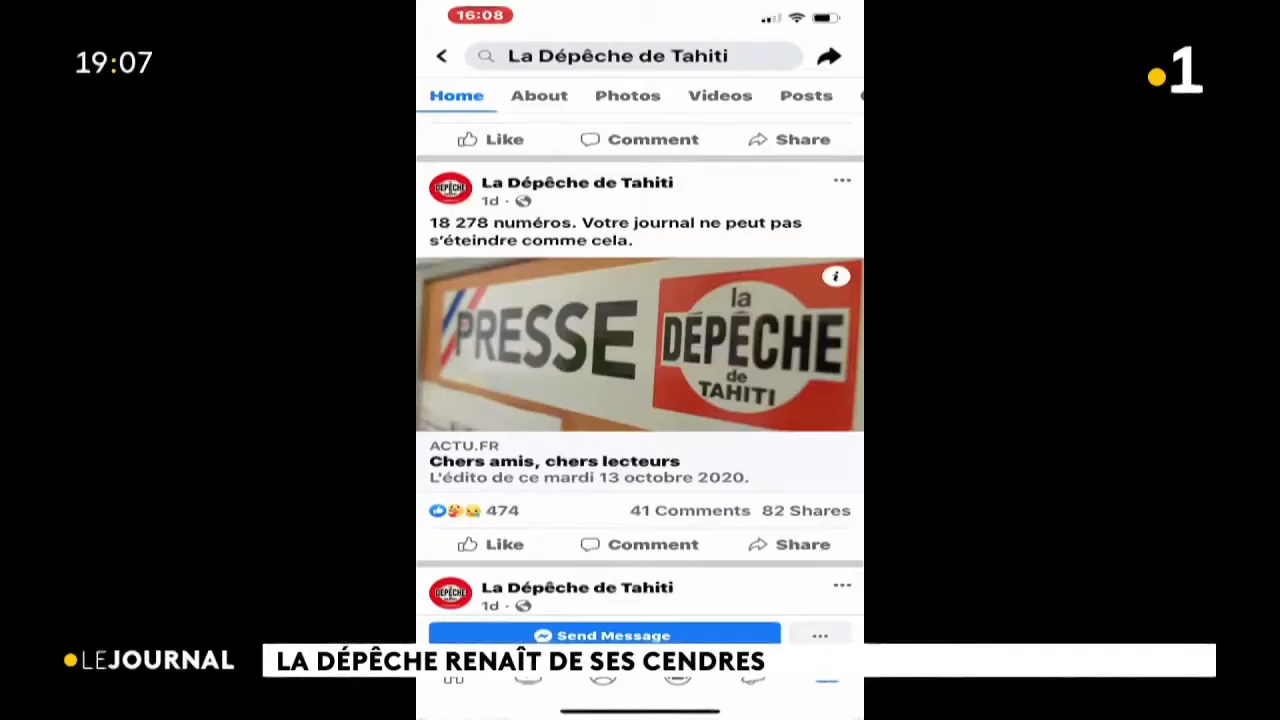 19:07
16:08
1
La Dépêche de Tahiti
Home About Photos Videos Posts
Like Comment Share
La Dépêche de Tahiti
DÉPÊCHE
1d
18 278 numéros. Votre journal ne peut pas
s'éteindre comme cela.
PRESSE
la
DÉPÊCHE
de
TAHITI
ACTU.FR
Chers amis, chers lecteurs
L'édito de ce mardi 13 octobre 2020.
474 41 Comments 82 Shares
Like Comment Share
La Dépêche de Tahiti
DÉPÊCHE
1d
Send Message
LEJOURNAL LA DÉPÊCHE RENAÎT DE SES CENDRES